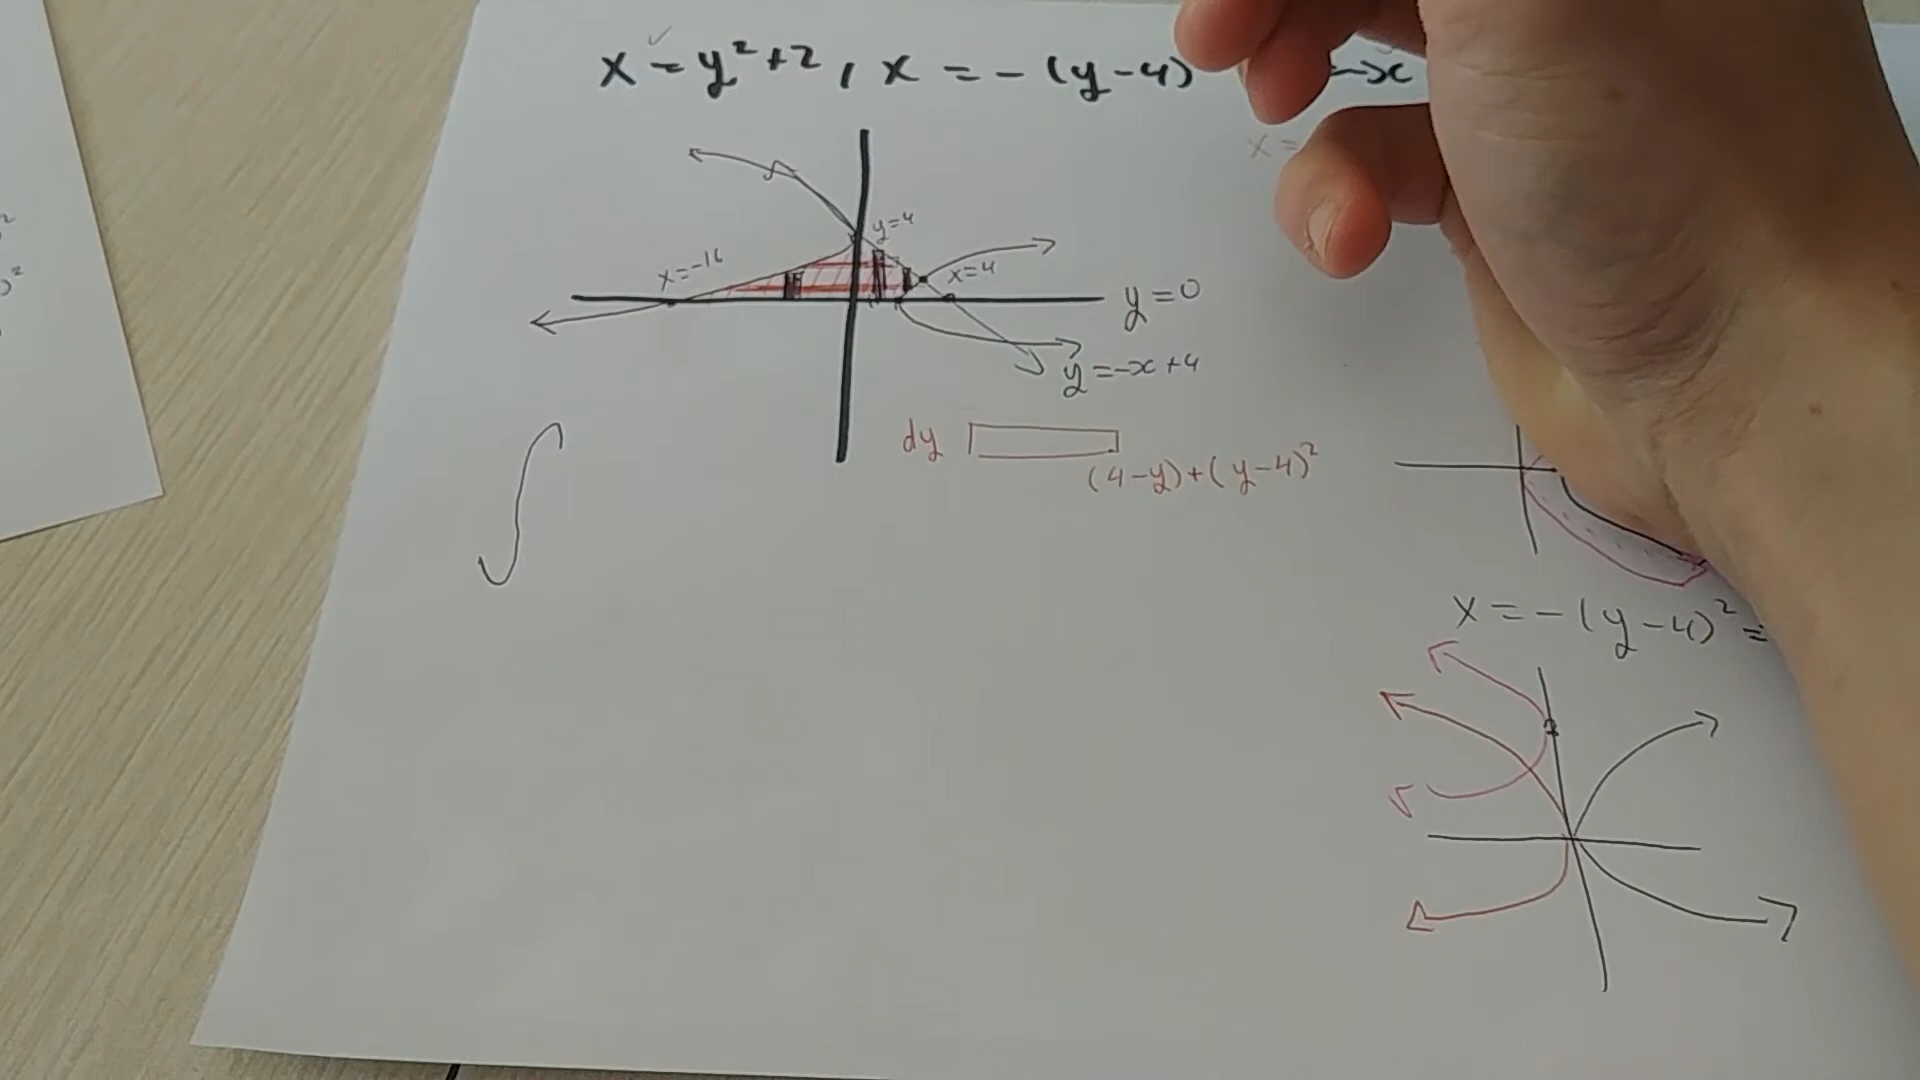 x = y²+2, x = -(y-4) -x
x =
y=4
x=-16
x=4
y=0
y=-x+4
dy
(4-y)+(y-4)²
∫
x = -(y-4)² =